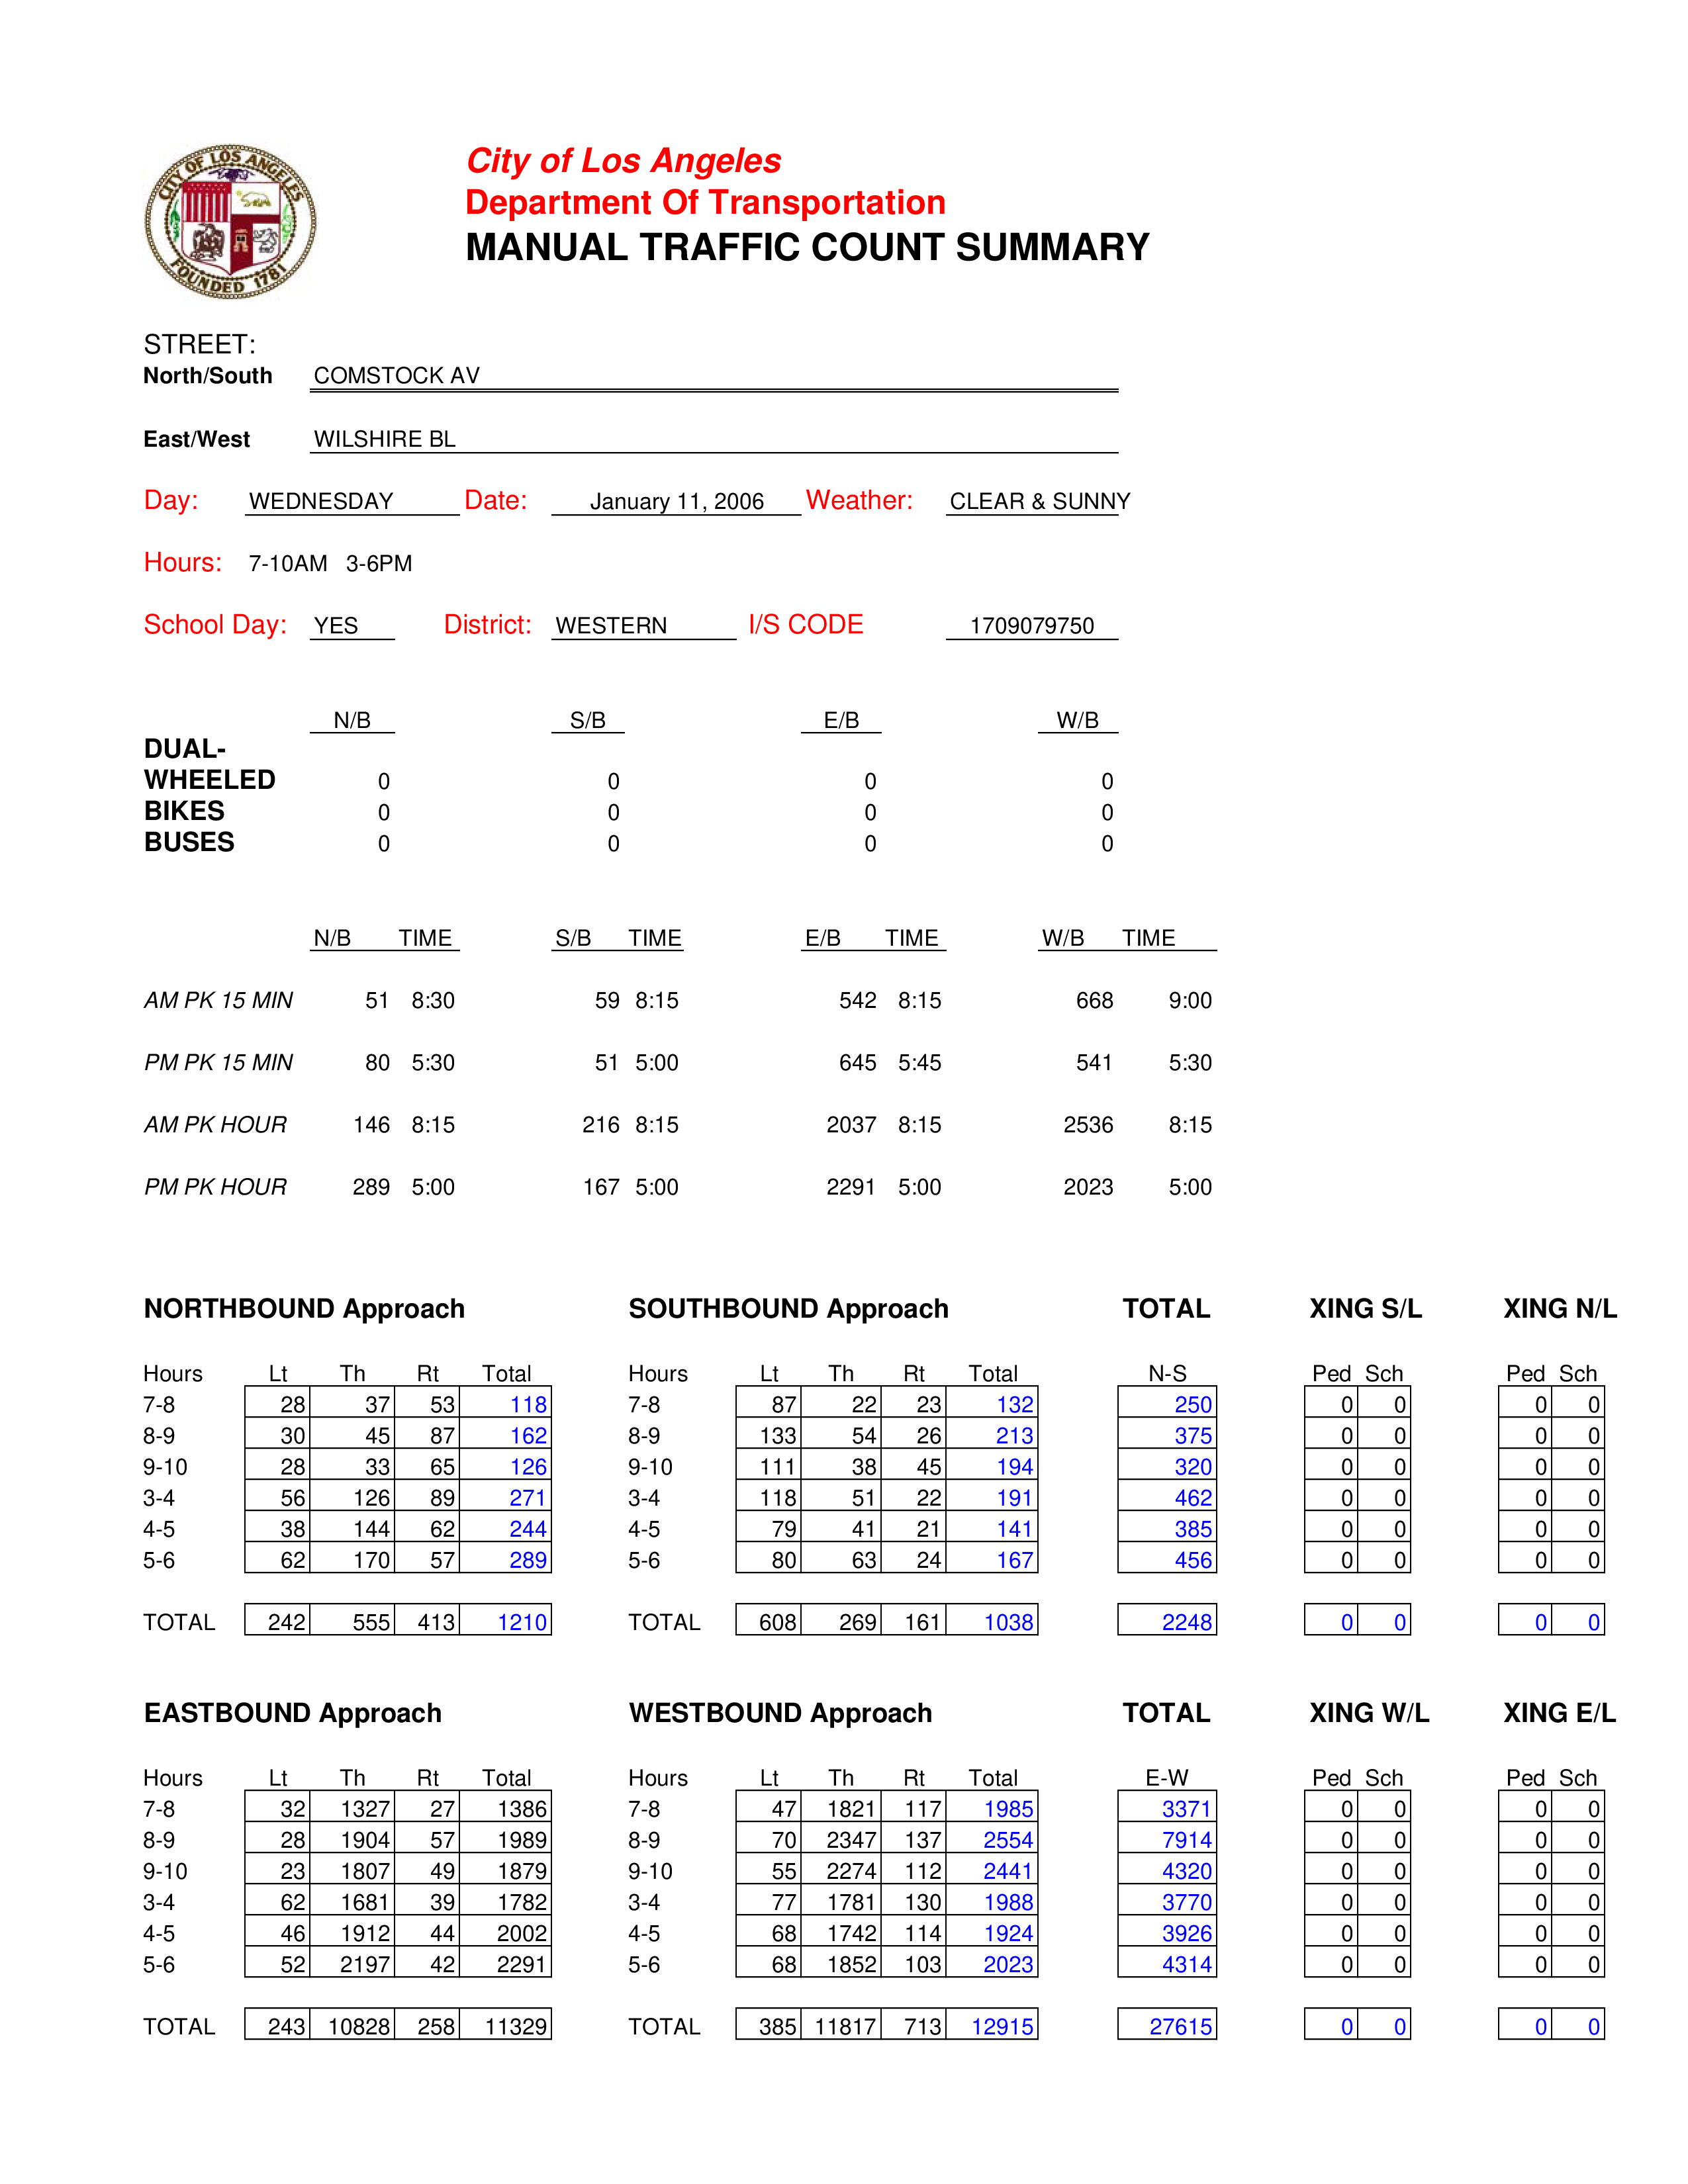 CITY OF LOS ANGELES
FOUNDED 1781
City of Los Angeles
Department Of Transportation
MANUAL TRAFFIC COUNT SUMMARY
STREET:
North/South COMSTOCK AV
East/West WILSHIRE BL
Day: WEDNESDAY Date: January 11, 2006 Weather: CLEAR & SUNNY
Hours: 7-10AM 3-6PM
School Day: YES District: WESTERN I/S CODE 1709079750
N/B S/B E/B W/B
DUAL-
WHEELED 0 0 0 0
BIKES 0 0 0 0
BUSES 0 0 0 0
N/B TIME S/B TIME E/B TIME W/B TIME
AM PK 15 MIN 51 8:30 59 8:15 542 8:15 668 9:00
PM PK 15 MIN 80 5:30 51 5:00 645 5:45 541 5:30
AM PK HOUR 146 8:15 216 8:15 2037 8:15 2536 8:15
PM PK HOUR 289 5:00 167 5:00 2291 5:00 2023 5:00
NORTHBOUND Approach SOUTHBOUND Approach TOTAL XING S/L XING N/L
Hours Lt Th Rt Total Hours Lt Th Rt Total N-S Ped Sch Ped Sch
7-8 28 37 53 118 7-8 87 22 23 132 250 0 0 0 0
8-9 30 45 87 162 8-9 133 54 26 213 375 0 0 0 0
9-10 28 33 65 126 9-10 111 38 45 194 320 0 0 0 0
3-4 56 126 89 271 3-4 118 51 22 191 462 0 0 0 0
4-5 38 144 62 244 4-5 79 41 21 141 385 0 0 0 0
5-6 62 170 57 289 5-6 80 63 24 167 456 0 0 0 0
TOTAL 242 555 413 1210 TOTAL 608 269 161 1038 2248 0 0 0 0
EASTBOUND Approach WESTBOUND Approach TOTAL XING W/L XING E/L
Hours Lt Th Rt Total Hours Lt Th Rt Total E-W Ped Sch Ped Sch
7-8 32 1327 27 1386 7-8 47 1821 117 1985 3371 0 0 0 0
8-9 28 1904 57 1989 8-9 70 2347 137 2554 7914 0 0 0 0
9-10 23 1807 49 1879 9-10 55 2274 112 2441 4320 0 0 0 0
3-4 62 1681 39 1782 3-4 77 1781 130 1988 3770 0 0 0 0
4-5 46 1912 44 2002 4-5 68 1742 114 1924 3926 0 0 0 0
5-6 52 2197 42 2291 5-6 68 1852 103 2023 4314 0 0 0 0
TOTAL 243 10828 258 11329 TOTAL 385 11817 713 12915 27615 0 0 0 0